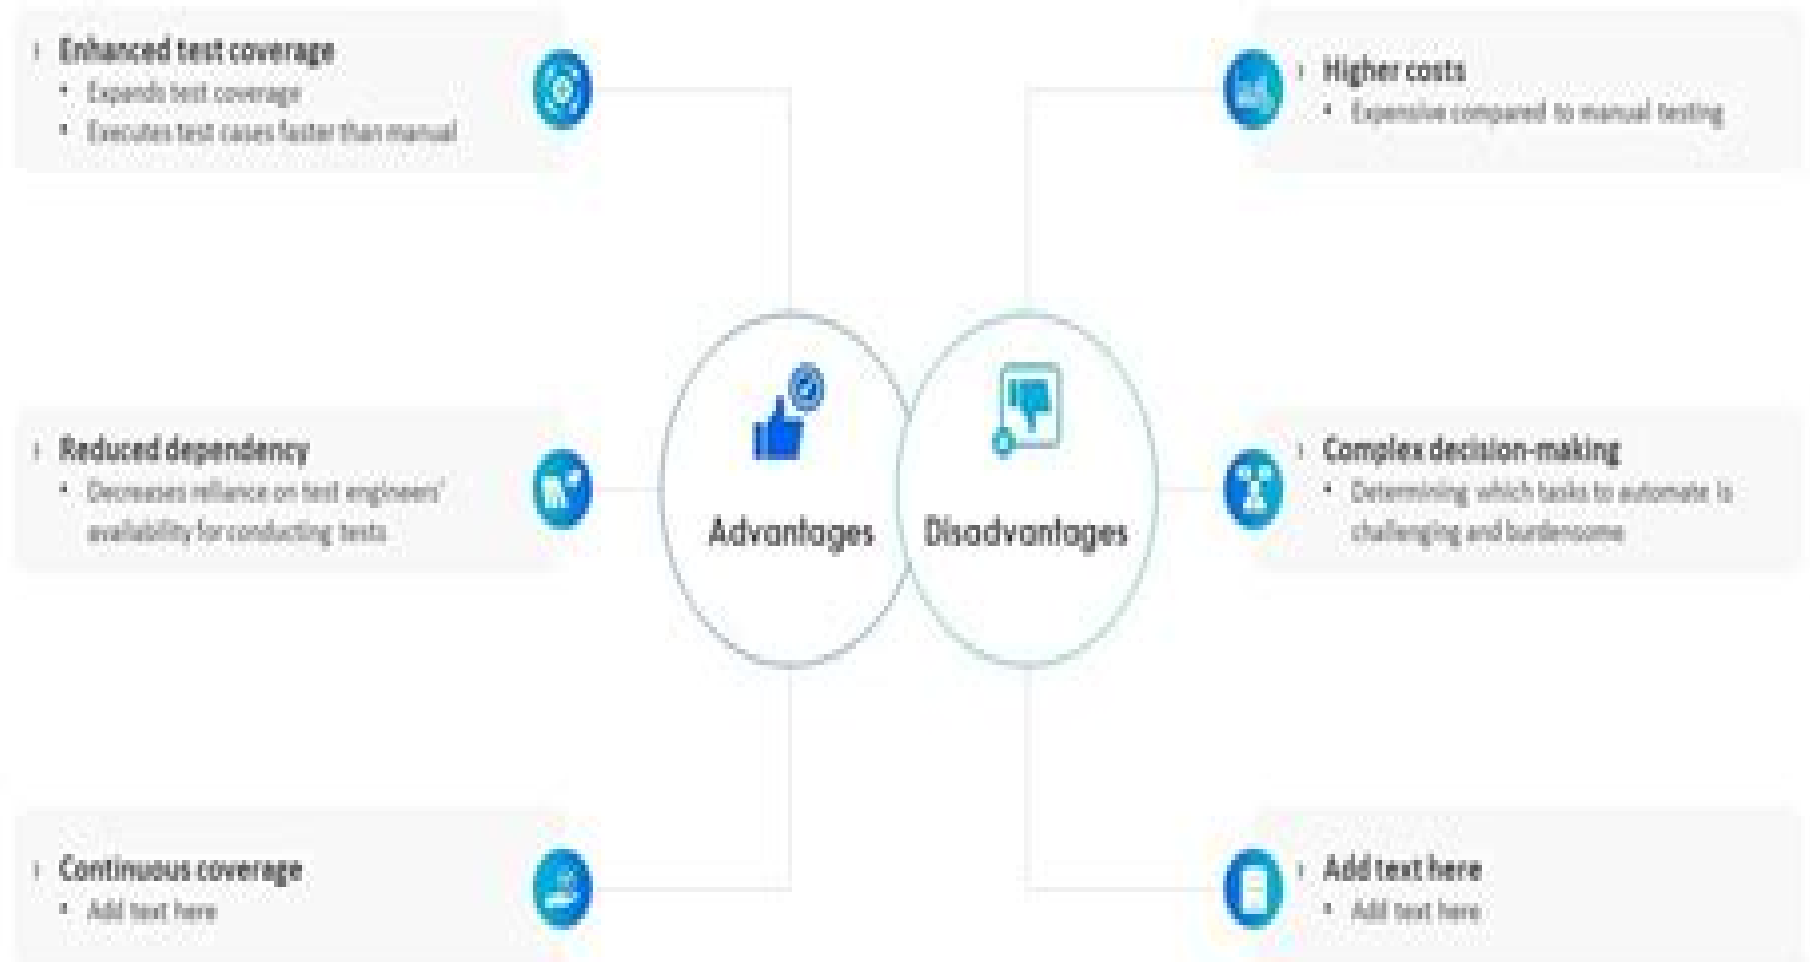 Enhanced test coverage
• Expands test coverage
• Executes test cases faster than manual
Reduced dependency
• Decreases reliance on test engineers'
availability for conducting tests
Continuous coverage
• Add text here
Advantages
Disadvantages
Higher costs
• Expensive compared to manual testing
Complex decision-making
• Determining which tasks to automate is
challenging and burdensome
Add text here
• Add text here